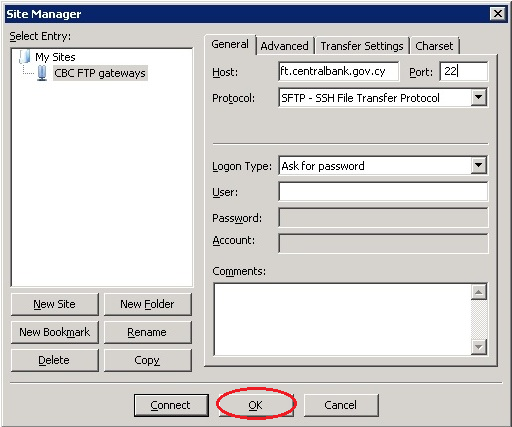 Site Manager
Select Entry:
My Sites
CBC FTP gateways
New Site
New Folder
New Bookmark
Rename
Delete
Copy
General
Advanced
Transfer Settings
Charset
Host:
ft.centralbank.gov.cy
Port:
22
Protocol:
SFTP - SSH File Transfer Protocol
Logon Type:
Ask for password
User:
Password:
Account:
Comments:
Connect
OK
Cancel